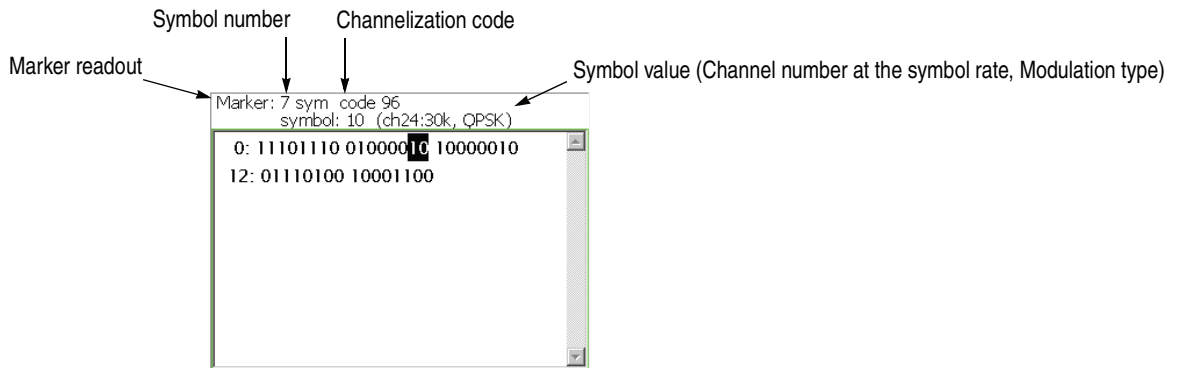 Symbol number
Channelization code
Marker readout
Symbol value (Channel number at the symbol rate, Modulation type)
Marker: 7 sym code 96
symbol: 10 (ch24:30k, QPSK)
0: 11101110 01000010 10000010
12: 01110100 10001100